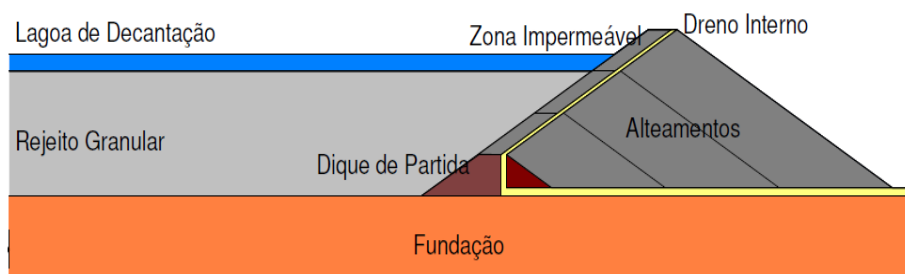 Lagoa de Decantação
Zona Impermeável
Dreno Interno
Rejeito Granular
Alteamentos
Dique de Partida
Fundação